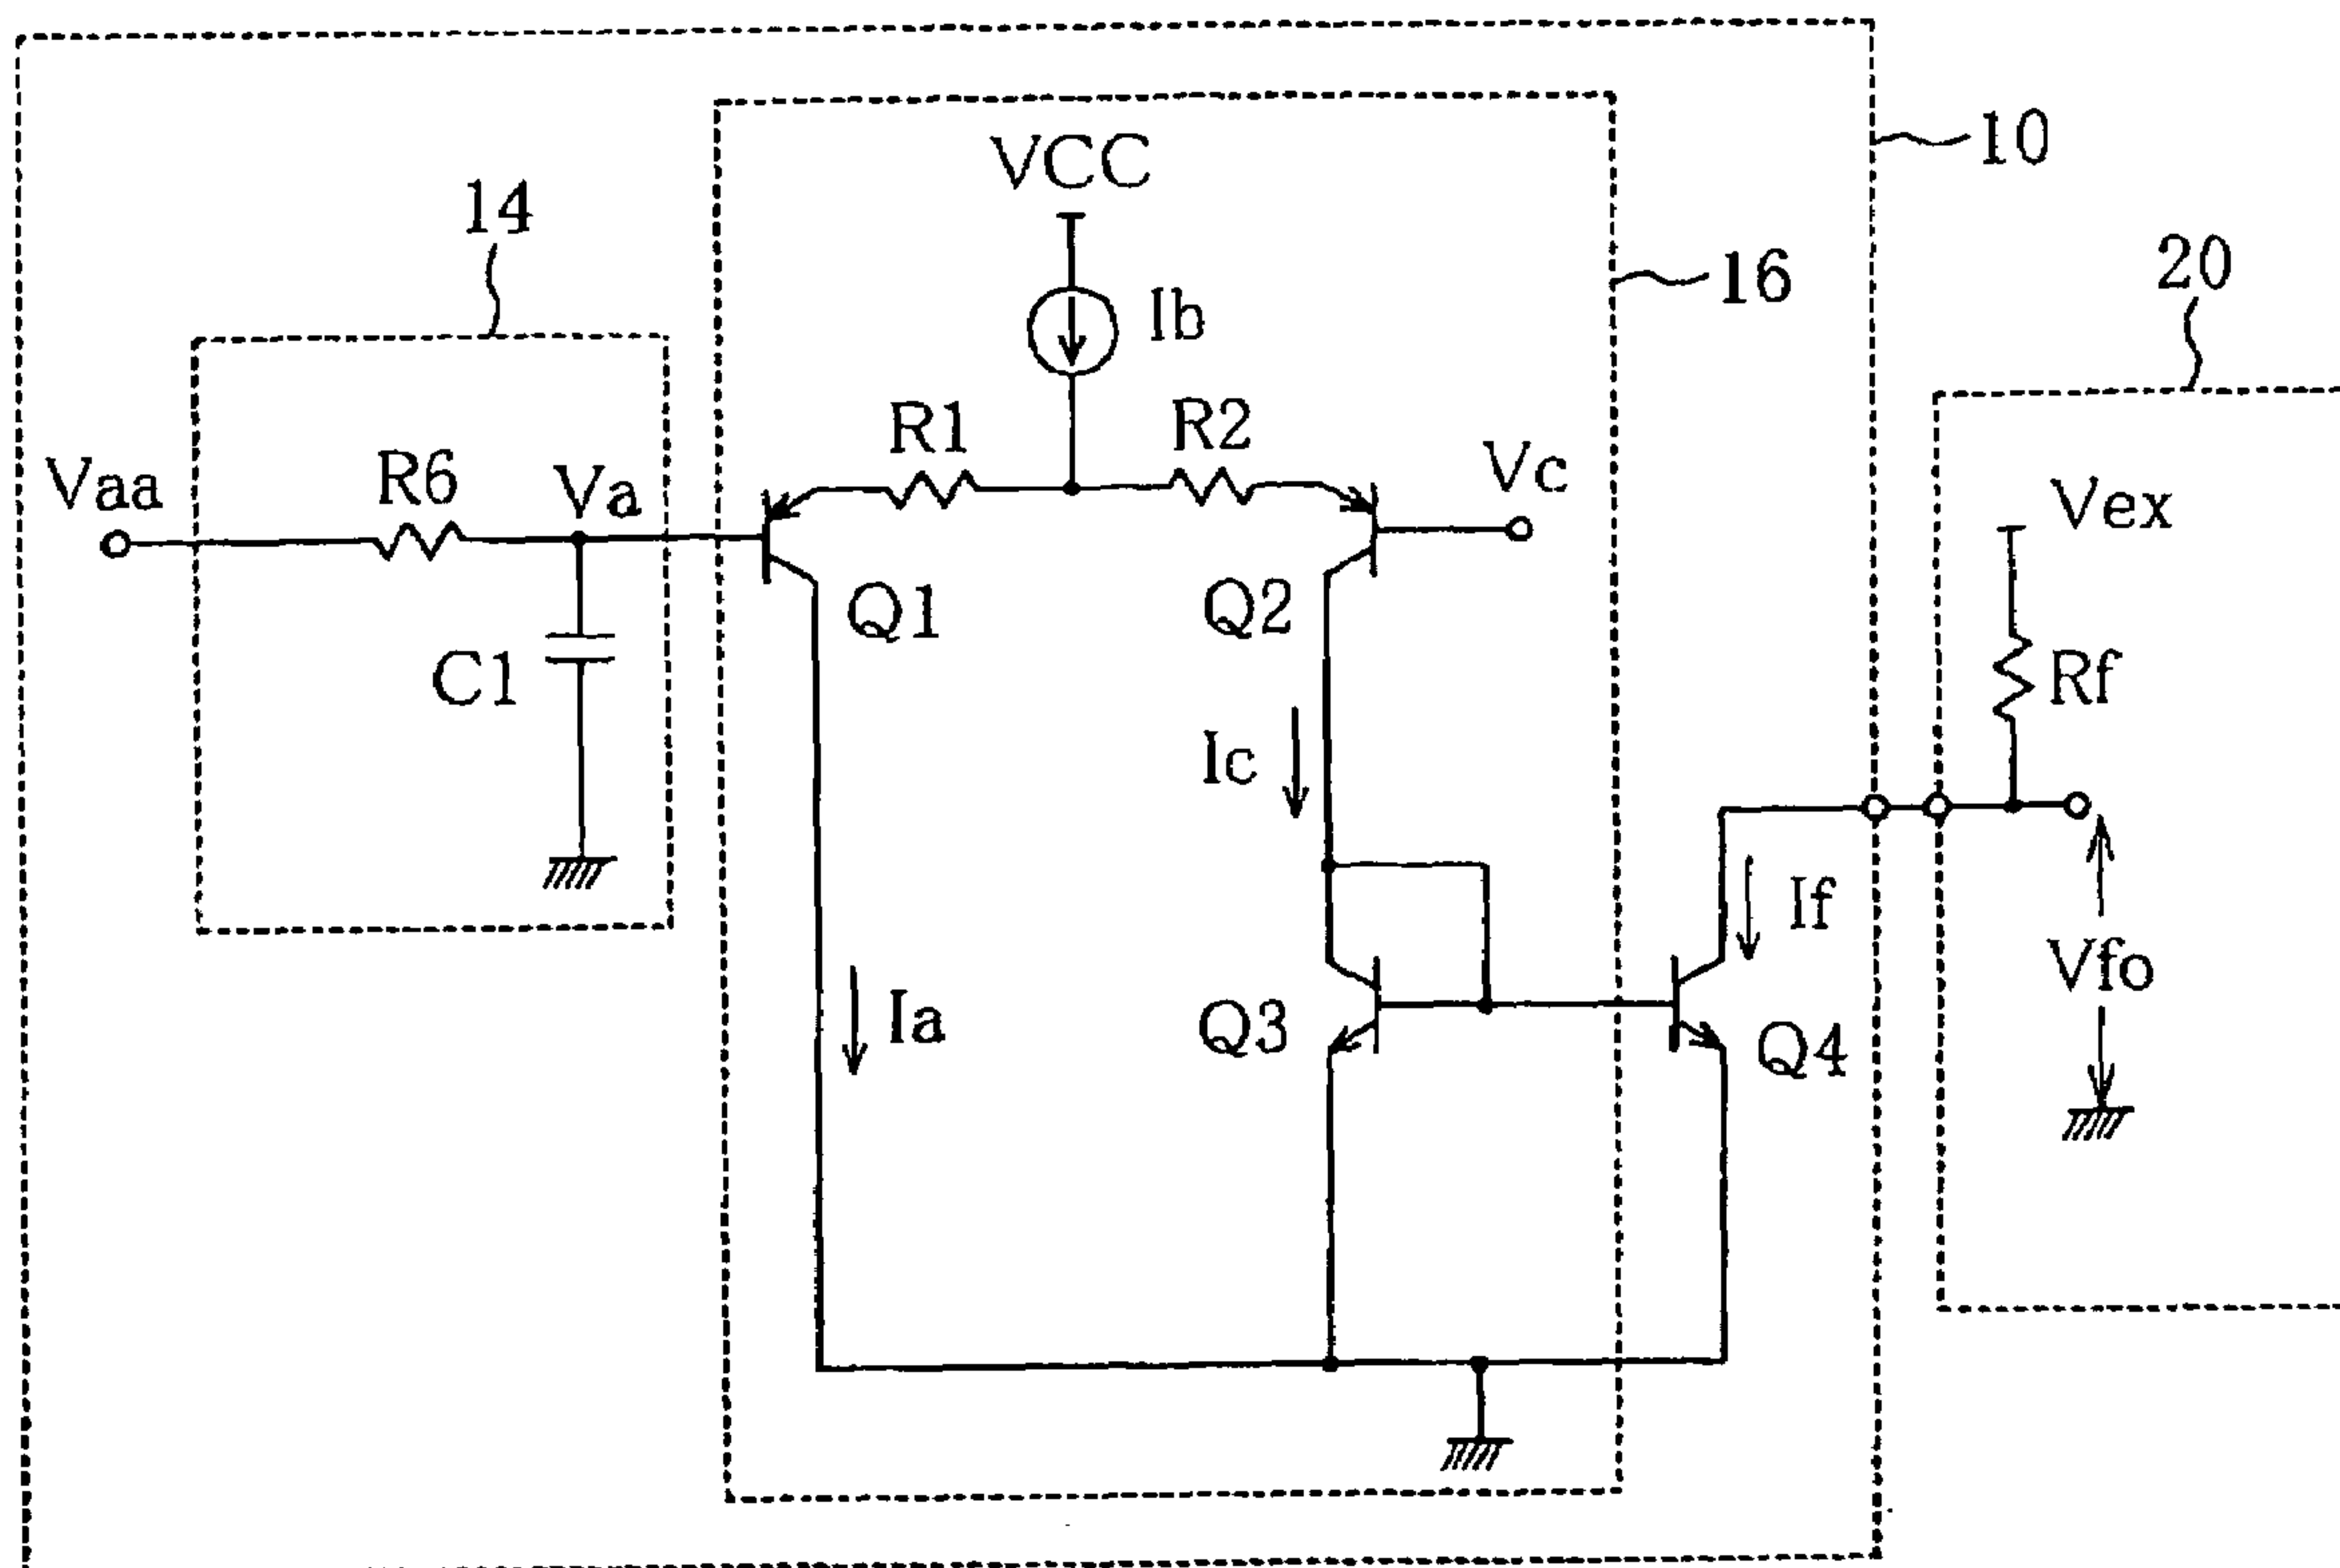 10
VCC
14
16
20
Ib
R1
R2
Vaa
R6
Va
Vc
Vex
Q1
Q2
C1
Rf
Ic
If
Vfo
Ia
Q3
Q4